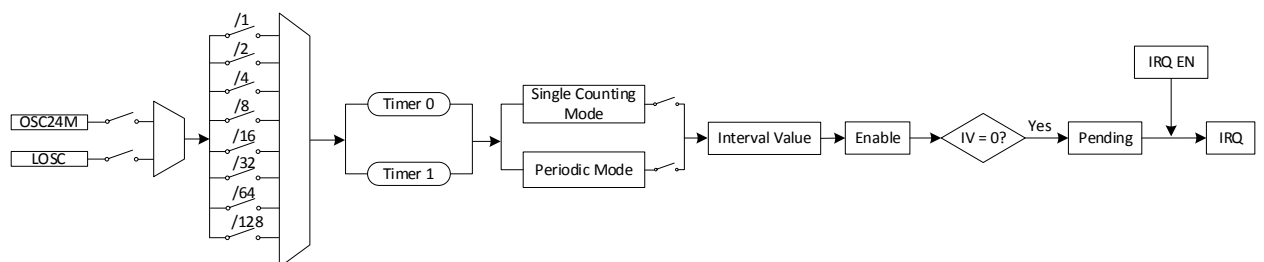 OSC24M
LOSC
/1
/2
/4
/8
/16
/32
/64
/128
Timer 0
Timer 1
Single Counting
Mode
Periodic Mode
Interval Value
Enable
IV = 0?
Yes
Pending
IRQ EN
IRQ